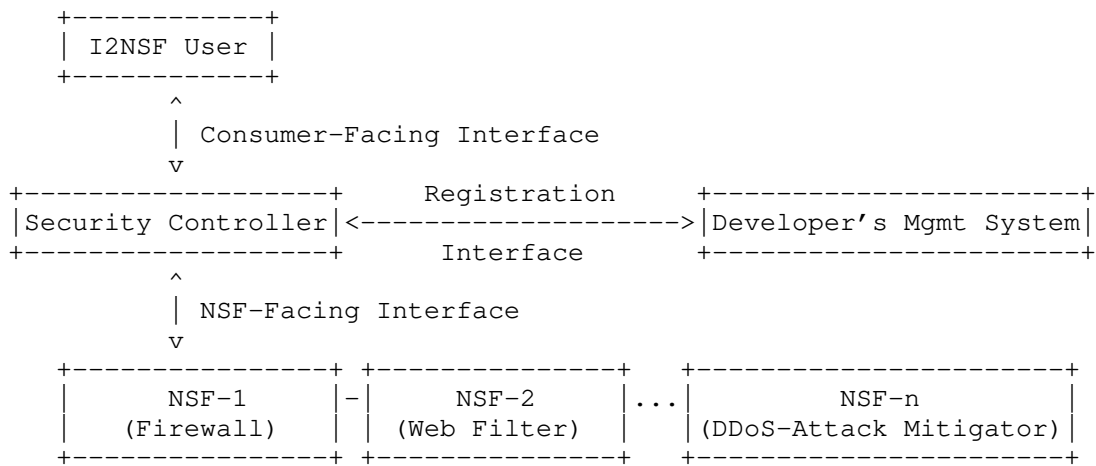 I2NSF User
Consumer-Facing Interface
Registration
Security Controller Developer's Mgmt System
Interface
NSF-Facing Interface
NSF-1 NSF-2 ... NSF-n
(Firewall) (Web Filter) (DDoS-Attack Mitigator)